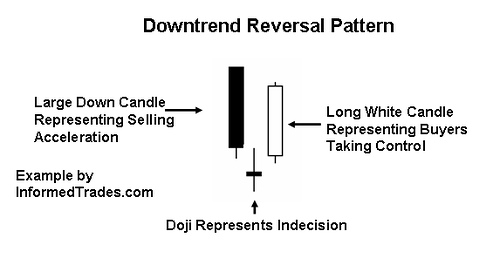 Downtrend Reversal Pattern
Large Down Candle
Representing Selling
Acceleration
Long White Candle
Representing Buyers
Taking Control
Example by
InformedTrades.com
Doji Represents Indecision